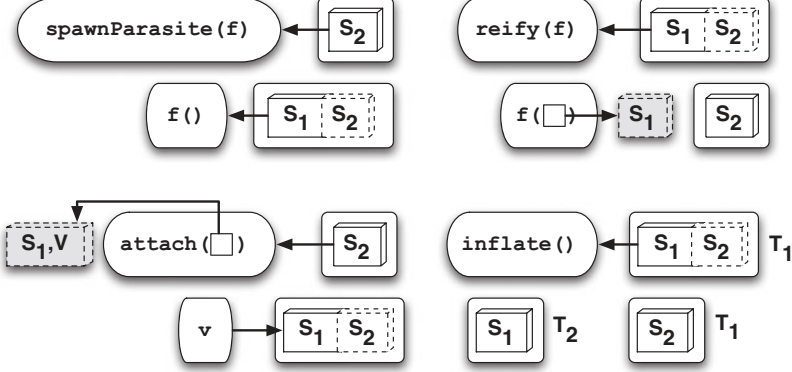 spawnParasite(f) S2 reify(f) S1 S2
f() S1 S2 f( ) S1 S2
S1,V attach( ) S2 inflate() S1 S2 T1
v S1 S2 S1 T2 S2 T1